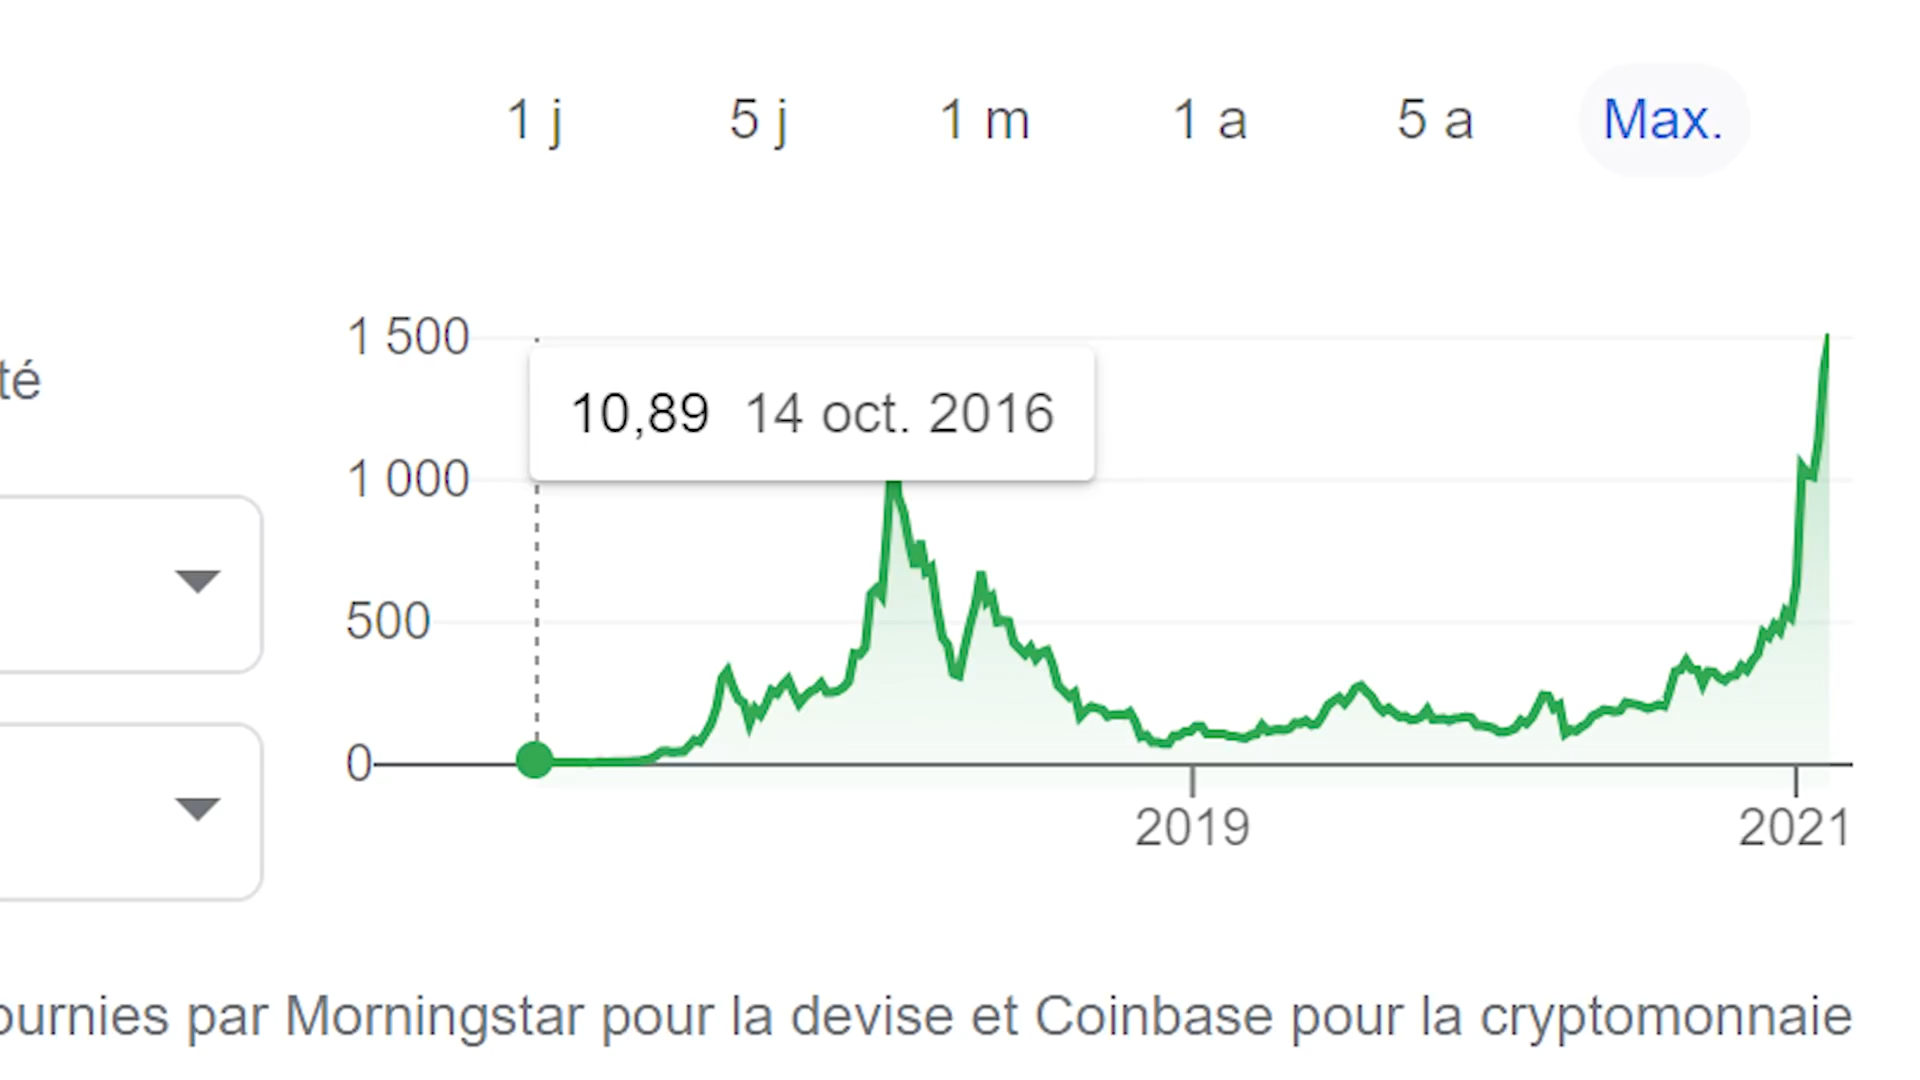 1 j 5 j 1 m 1 a 5 a Max.
1 500
té
10,89 14 oct. 2016
1 000
500
0
2019 2021
ournies par Morningstar pour la devise et Coinbase pour la cryptomonnaie